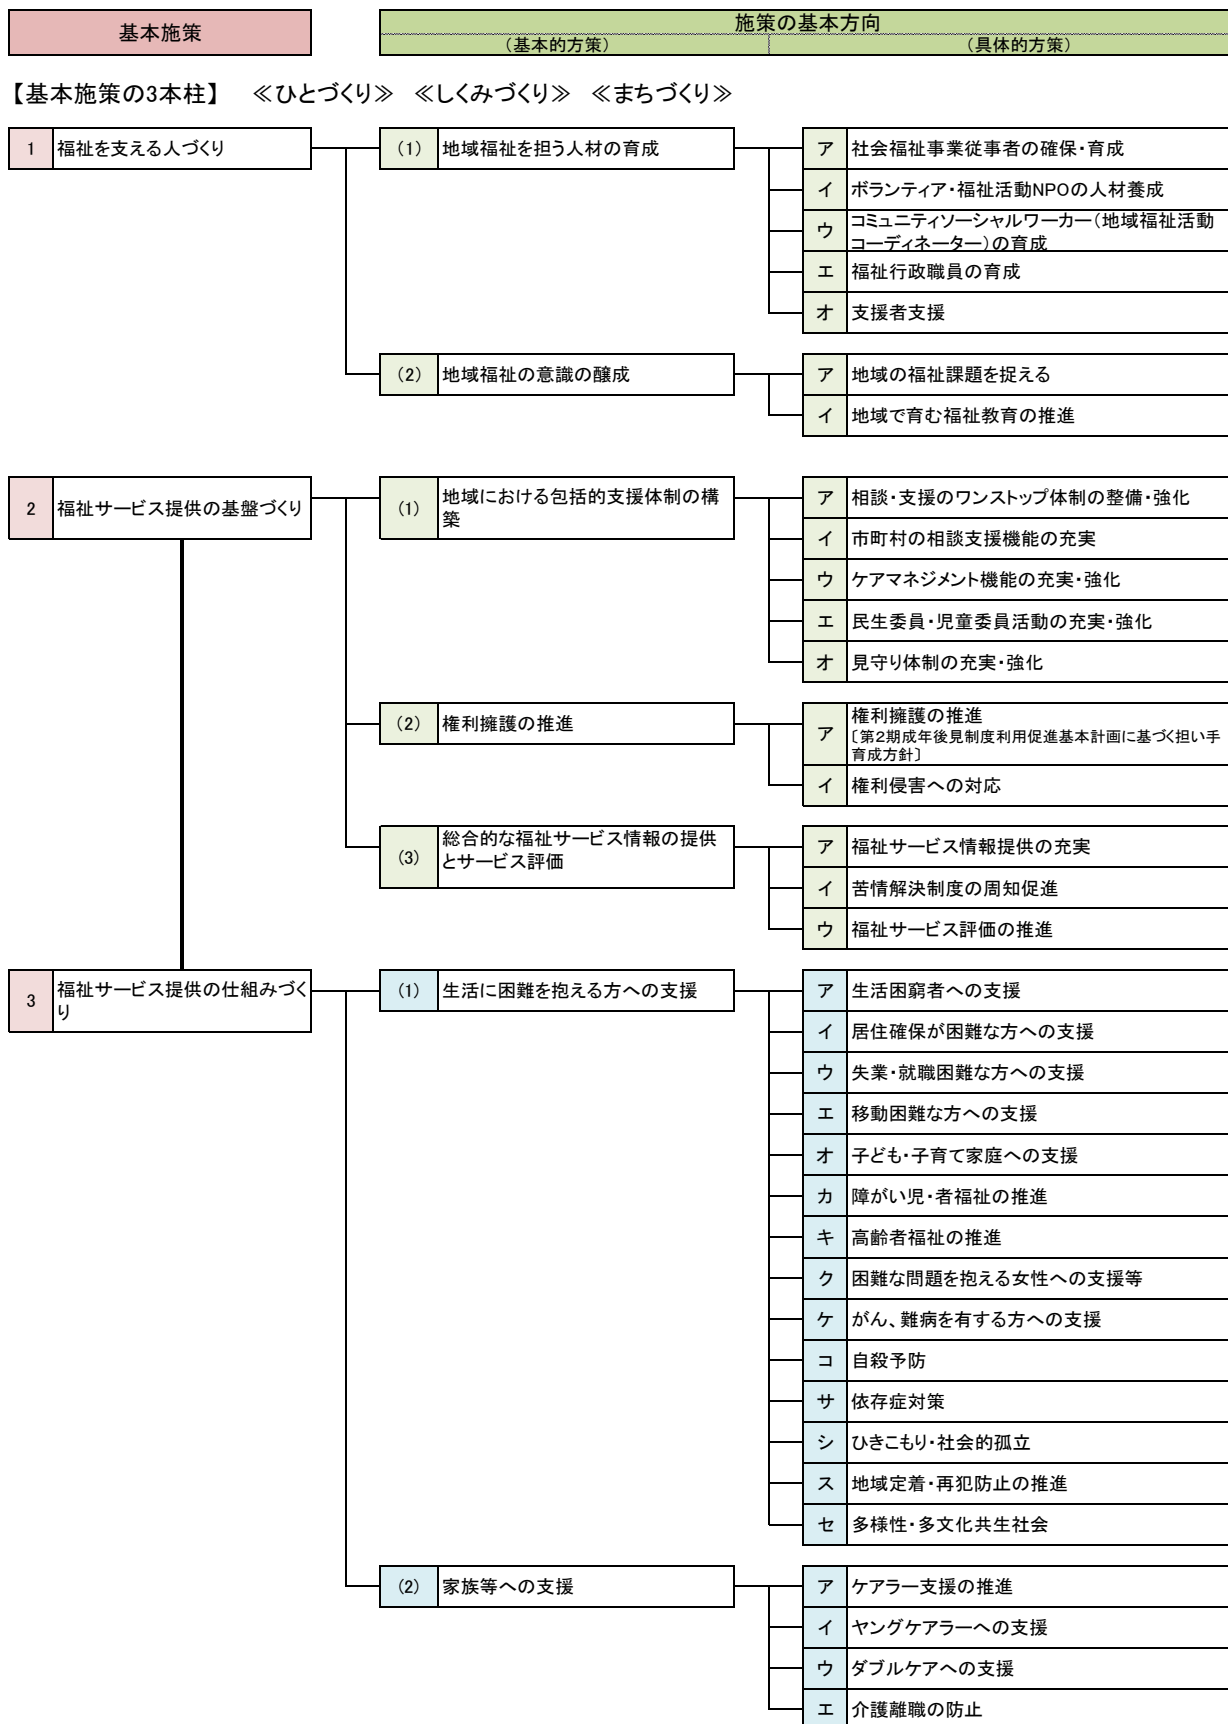 基本施策
施策の基本方向
(基本的方策) (具体的方策)
【基本施策の3本柱】 ≪ひとづくり≫ ≪しくみづくり≫ ≪まちづくり≫
1 福祉を支える人づくり
(1) 地域福祉を担う人材の育成
ア 社会福祉事業従事者の確保・育成
イ ボランティア・福祉活動NPOの人材養成
ウ コミュニティソーシャルワーカー(地域福祉活動
コーディネーター)の育成
エ 福祉行政職員の育成
オ 支援者支援
(2) 地域福祉の意識の醸成
ア 地域の福祉課題を捉える
イ 地域で育む福祉教育の推進
2 福祉サービス提供の基盤づくり
(1) 地域における包括的支援体制の構
築
ア 相談・支援のワンストップ体制の整備・強化
イ 市町村の相談支援機能の充実
ウ ケアマネジメント機能の充実・強化
エ 民生委員・児童委員活動の充実・強化
オ 見守り体制の充実・強化
(2) 権利擁護の推進
ア 権利擁護の推進
〔第2期成年後見制度利用促進基本計画に基づく担い手
育成方針〕
イ 権利侵害への対応
(3) 総合的な福祉サービス情報の提供
とサービス評価
ア 福祉サービス情報提供の充実
イ 苦情解決制度の周知促進
ウ 福祉サービス評価の推進
3 福祉サービス提供の仕組みづく
り
(1) 生活に困難を抱える方への支援
ア 生活困窮者への支援
イ 居住確保が困難な方への支援
ウ 失業・就職困難な方への支援
エ 移動困難な方への支援
オ 子ども・子育て家庭への支援
カ 障がい児・者福祉の推進
キ 高齢者福祉の推進
ク 困難な問題を抱える女性への支援等
ケ がん、難病を有する方への支援
コ 自殺予防
サ 依存症対策
シ ひきこもり・社会的孤立
ス 地域定着・再犯防止の推進
セ 多様性・多文化共生社会
(2) 家族等への支援
ア ケアラー支援の推進
イ ヤングケアラーへの支援
ウ ダブルケアへの支援
エ 介護離職の防止